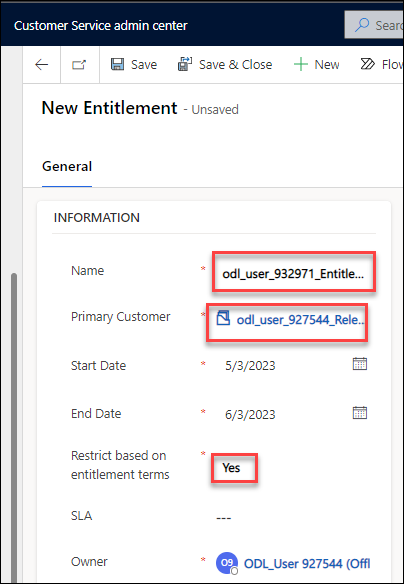 Customer Service admin center
Sear
Save
Save & Close
New
Flow
New Entitlement - Unsaved
General
INFORMATION
Name * odl_user_932971_Entitle...
Primary Customer * odl_user_927544_Rele...
Start Date * 5/3/2023
End Date * 6/3/2023
Restrict based on
entitlement terms * Yes
SLA ---
Owner * O9 ODL_User 927544 (Offl